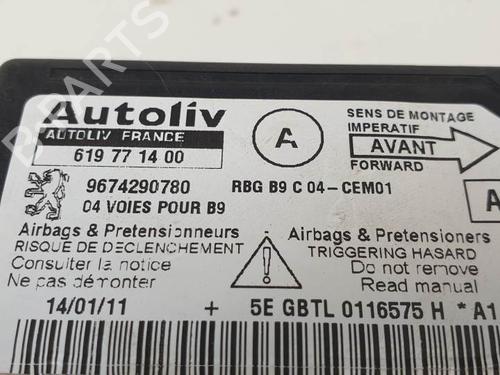 Autoliv
AUTOLIV FRANCE
619 77 14 00
A
SENS DE MONTAGE
IMPERATIF
AVANT
FORWARD
9674290780
RBG B9 C 04-CEM01
04 VOIES POUR B9
A
Airbags & Pretensionneurs
RISQUE DE DECLENCHEMENT
Consulter la notice
Ne pas démonter
Airbags & Pretensioners
TRIGGERING HASARD
Do not remove
Read manual
14/01/11 + 5E GBTL 0116575 H * A1
B-PARTS